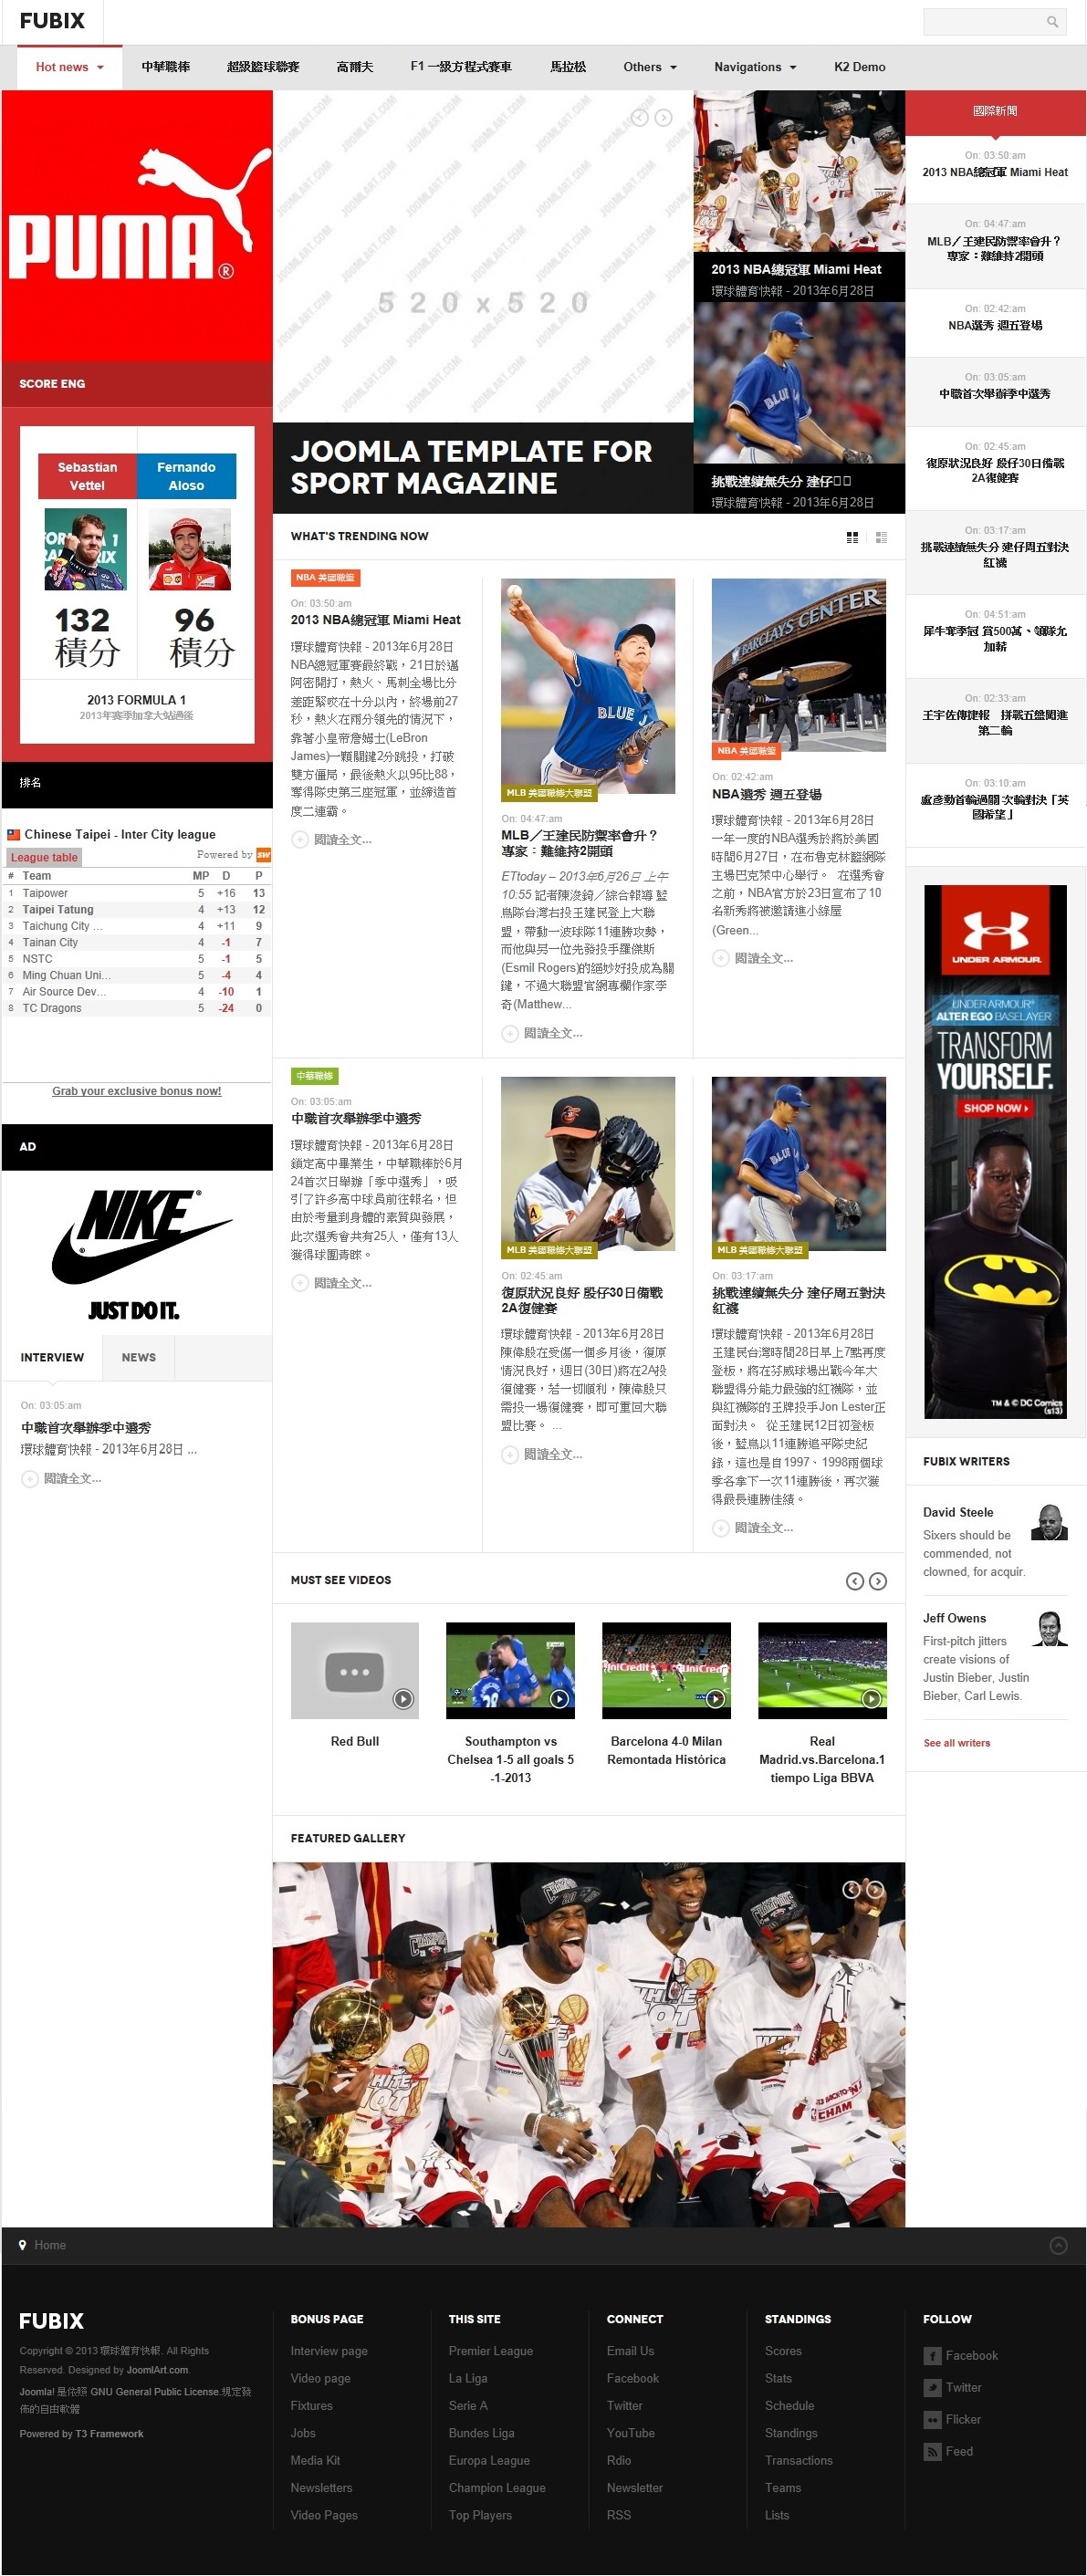 FUBIX
Hot news
中華職棒
超級籃球聯賽
高爾夫
F1 一級方程式賽車
馬拉松
Others
Navigations
K2 Demo
PUMA®
SCORE ENG
Sebastian
Vettel
Fernando
Aloso
132
積分
96
積分
2013 FORMULA 1
2013年賽季加拿大站過後
排名
Chinese Taipei - Inter City league
League table
Powered by
# Team MP D P
1 Taipower 5 +16 13
2 Taipei Tatung 4 +13 12
3 Taichung City ... 4 +11 9
4 Tainan City 4 -1 7
5 NSTC 5 -1 5
6 Ming Chuan Uni... 5 -4 4
7 Air Source Dev... 4 -10 1
8 TC Dragons 5 -24 0
Grab your exclusive bonus now!
AD
NIKE
JUST DO IT.
INTERVIEW
NEWS
On: 03:05:am
中職首次舉辦季中選秀
環球體育快報 - 2013年6月28日 ...
閱讀全文...
520 x 520
JOOMLA TEMPLATE FOR
SPORT MAGAZINE
2013 NBA總冠軍 Miami Heat
環球體育快報 - 2013年6月28日
挑戰連續無失分 建仔
環球體育快報 - 2013年6月28日
WHAT'S TRENDING NOW
NBA 美國職籃
On: 03:50:am
2013 NBA總冠軍 Miami Heat
環球體育快報 - 2013年6月28日
NBA總冠軍賽最終戰，21日於邁
阿密開打，熱火、馬刺全場比分
差距緊咬在十分以內，終場前27
秒，熱火在兩分領先的情況下，
靠著小皇帝詹姆士(LeBron
James)一顆關鍵2分跳投，打破
雙方僵局，最後熱火以95比88，
奪得隊史第三座冠軍，並締造首
度二連霸。
閱讀全文...
MLB 美國職棒大聯盟
On: 04:47:am
MLB／王建民防禦率會升？
專家：難維持2開頭
ETtoday – 2013年6月26日 上午
10:55 記者陳浚錡／綜合報導 藍
鳥隊台灣右投王建民登上大聯
盟，帶動一波球隊11連勝攻勢，
而他與另一位先發投手羅傑斯
(Esmil Rogers)的絕妙好投成為關
鍵，不過大聯盟官網專欄作家李
奇(Matthew...
閱讀全文...
BARCLAYS CENTER
NBA 美國職籃
On: 02:42:am
NBA選秀 週五登場
環球體育快報 - 2013年6月28日
一年一度的NBA選秀於將於美國
時間6月27日，在布魯克林籃網隊
主場巴克萊中心舉行。 在選秀會
之前，NBA官方於23日宣布了10
名新秀將被邀請進小綠屋
(Green...
閱讀全文...
中華職棒
On: 03:05:am
中職首次舉辦季中選秀
環球體育快報 - 2013年6月28日
鎖定高中畢業生，中華職棒於6月
24首次日舉辦「季中選秀」，吸
引了許多高中球員前往報名，但
由於考量到身體的素質與發展，
此次選秀會共有25人，僅有13人
獲得球團青睞。
閱讀全文...
MLB 美國職棒大聯盟
On: 02:45:am
復原狀況良好 殷仔30日備戰
2A復健賽
環球體育快報 - 2013年6月28日
陳偉殷在受傷一個多月後，復原
情況良好，週日(30日)將在2A投
復健賽，若一切順利，陳偉殷只
需投一場復健賽，即可重回大聯
盟比賽。 ...
閱讀全文...
MLB 美國職棒大聯盟
On: 03:17:am
挑戰連續無失分 建仔周五對決
紅襪
環球體育快報 - 2013年6月28日
王建民台灣時間28日早上7點再度
登板，將在芬威球場出戰今年大
聯盟得分能力最強的紅襪隊，並
與紅襪隊的王牌投手Jon Lester正
面對決。 從王建民12日初登板
後，藍鳥以11連勝追平隊史紀
錄，這也是自1997、1998兩個球
季各拿下一次11連勝後，再次獲
得最長連勝佳績。
閱讀全文...
MUST SEE VIDEOS
Red Bull
Southampton vs
Chelsea 1-5 all goals 5
-1-2013
Barcelona 4-0 Milan
Remontada Histórica
Real
Madrid.vs.Barcelona.1
tiempo Liga BBVA
FEATURED GALLERY
國際新聞
On: 03:50:am
2013 NBA總冠軍 Miami Heat
On: 04:47:am
MLB／王建民防禦率會升？
專家：難維持2開頭
On: 02:42:am
NBA選秀 週五登場
On: 03:05:am
中職首次舉辦季中選秀
On: 02:45:am
復原狀況良好 殷仔30日備戰
2A復健賽
On: 03:17:am
挑戰連續無失分 建仔周五對決
紅襪
On: 04:51:am
犀牛奪季冠 賞500萬、領隊允
加薪
On: 02:33:am
王宇佐傳捷報 拼戰五盤闖進
第二輪
On: 03:10:am
盧彥勳首輪過關 次輪對決「英
國希望」
UNDER ARMOUR.
UNDER ARMOUR®
ALTER EGO BASELAYER
TRANSFORM
YOURSELF.
SHOP NOW
TM & © DC Comics
(s13)
FUBIX WRITERS
David Steele
Sixers should be
commended, not
clowned, for acquir.
Jeff Owens
First-pitch jitters
create visions of
Justin Bieber, Justin
Bieber, Carl Lewis.
See all writers
Home
FUBIX
Copyright © 2013 環球體育快報. All Rights
Reserved. Designed by JoomlArt.com.
Joomla! 是依照 GNU General Public License 規定發
佈的自由軟體
Powered by T3 Framework
BONUS PAGE
Interview page
Video page
Fixtures
Jobs
Media Kit
Newsletters
Video Pages
THIS SITE
Premier League
La Liga
Serie A
Bundes Liga
Europa League
Champion League
Top Players
CONNECT
Email Us
Facebook
Twitter
YouTube
Rdio
Newsletter
RSS
STANDINGS
Scores
Stats
Schedule
Standings
Transactions
Teams
Lists
FOLLOW
Facebook
Twitter
Flicker
Feed